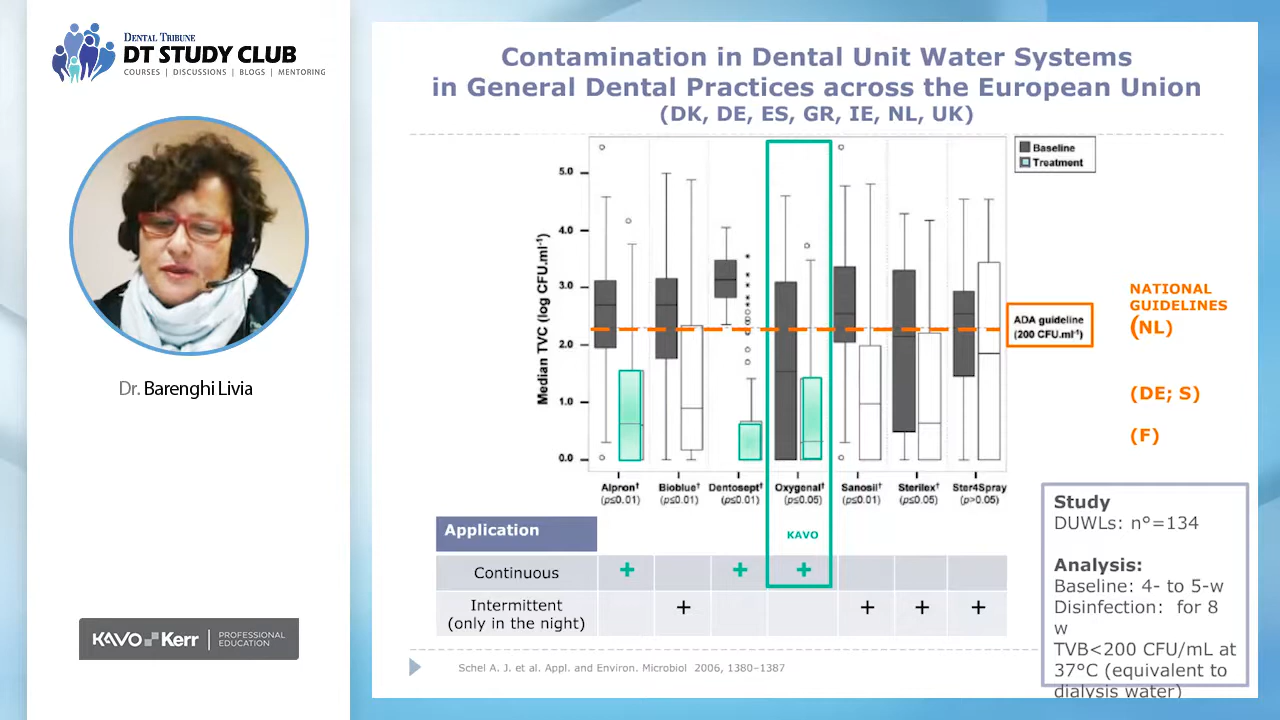 DENTAL TRIBUNE
DT STUDY CLUB
COURSES | DISCUSSIONS | BLOGS | MENTORING
Dr. Barenghi Livia
KAVO Kerr | PROFESSIONAL EDUCATION
Contamination in Dental Unit Water Systems
in General Dental Practices across the European Union
(DK, DE, ES, GR, IE, NL, UK)
Baseline
Treatment
Median TVC (log CFU.ml-1)
5.0
4.0
3.0
2.0
1.0
0.0
ADA guideline
(200 CFU.ml-1)
NATIONAL
GUIDELINES
(NL)
(DE; S)
(F)
Alpron† Bioblue† Dentosept† Oxygenal† Sanosil† Sterilex† Ster4Spray
(p≤0.01) (p≤0.01) (p≤0.01) (p≤0.05) (p≤0.01) (p≤0.05) (p>0.05)
KAVO
Application
Continuous + + +
Intermittent
(only in the night) + + + +
Study
DUWLs: n°=134
Analysis:
Baseline: 4- to 5-w
Disinfection: for 8
w
TVB<200 CFU/mL at
37°C (equivalent to
dialysis water)
Schel A. J. et al. Appl. and Environ. Microbiol 2006, 1380–1387